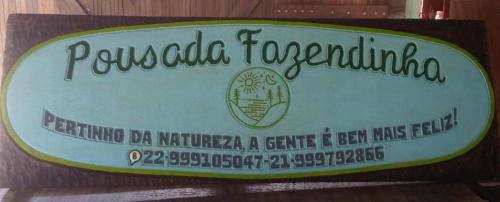 Pousada Fazendinha
PERTINHO DA NATUREZA, A GENTE É BEM MAIS FELIZ!
22-999105047-21-999792866